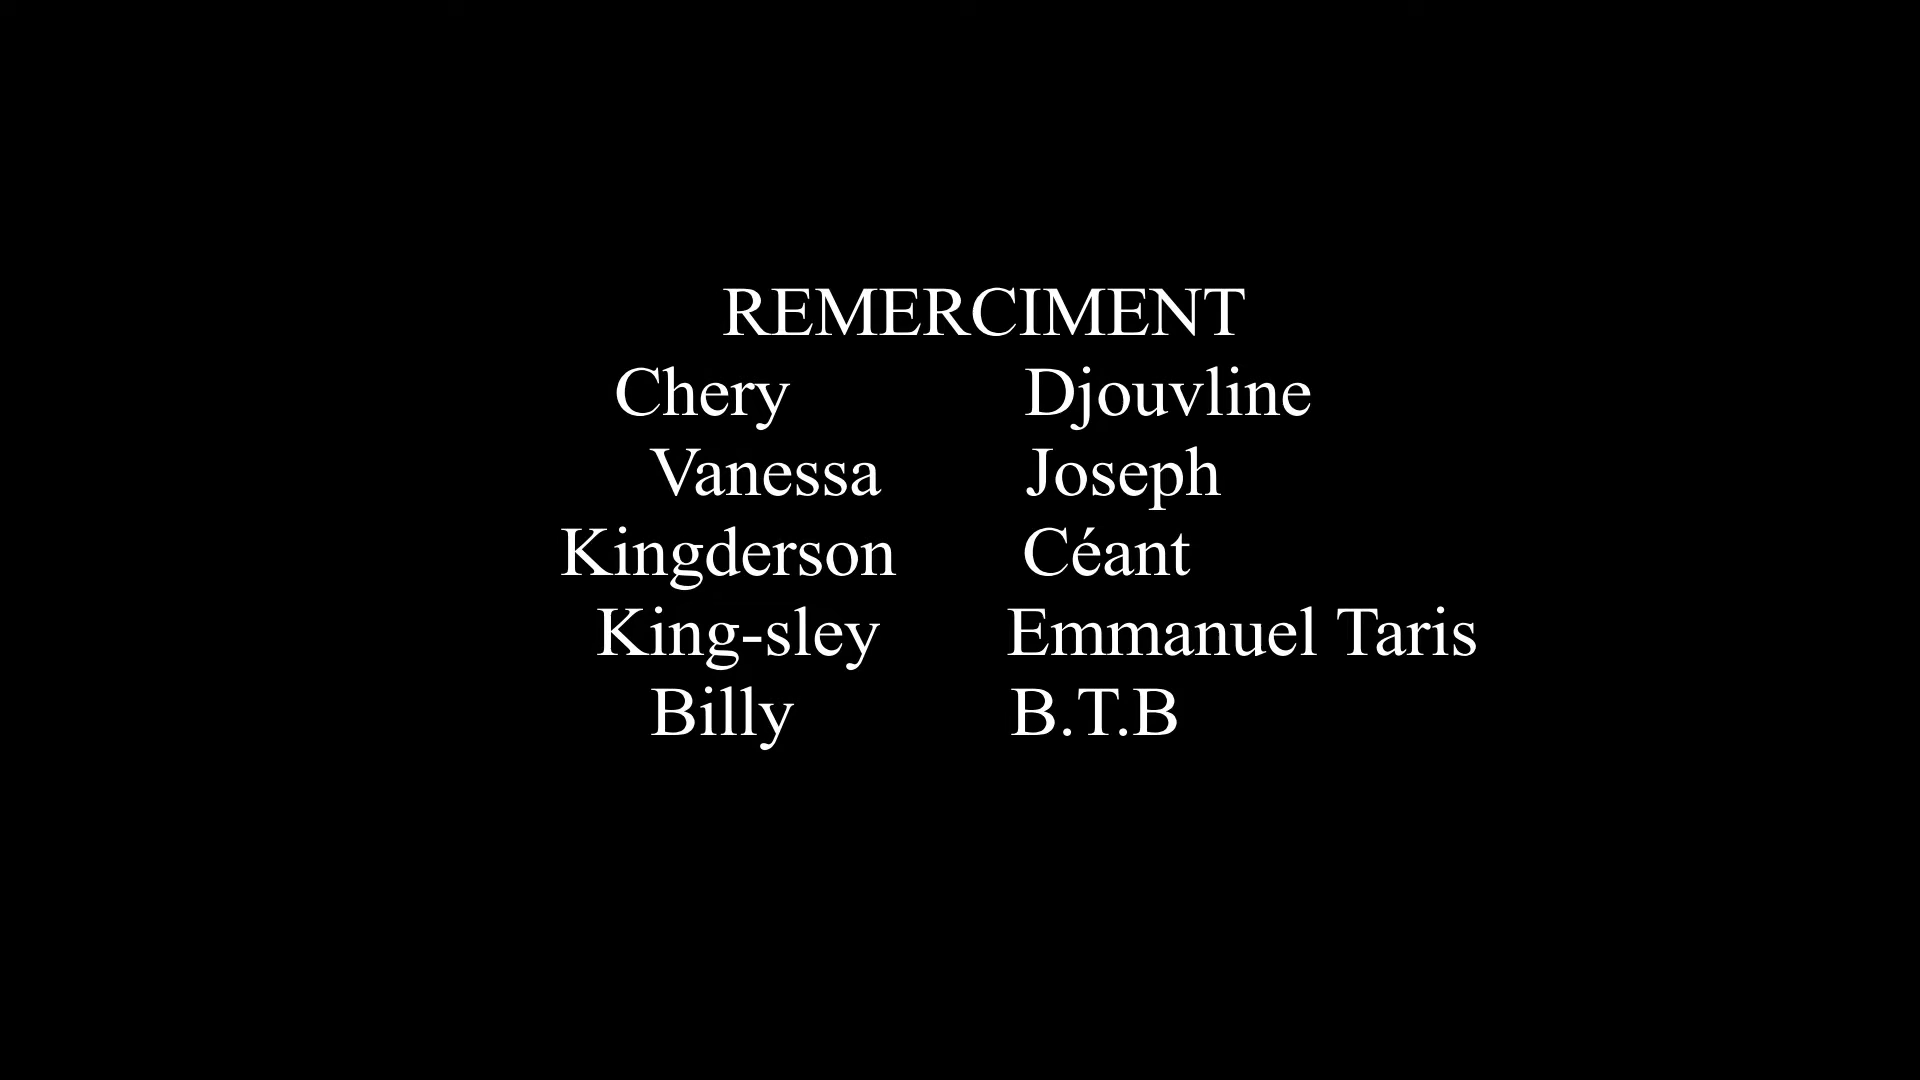 REMERCIMENT
Chery Djouvline
Vanessa Joseph
Kingderson Céant
King-sley Emmanuel Taris
Billy B.T.B